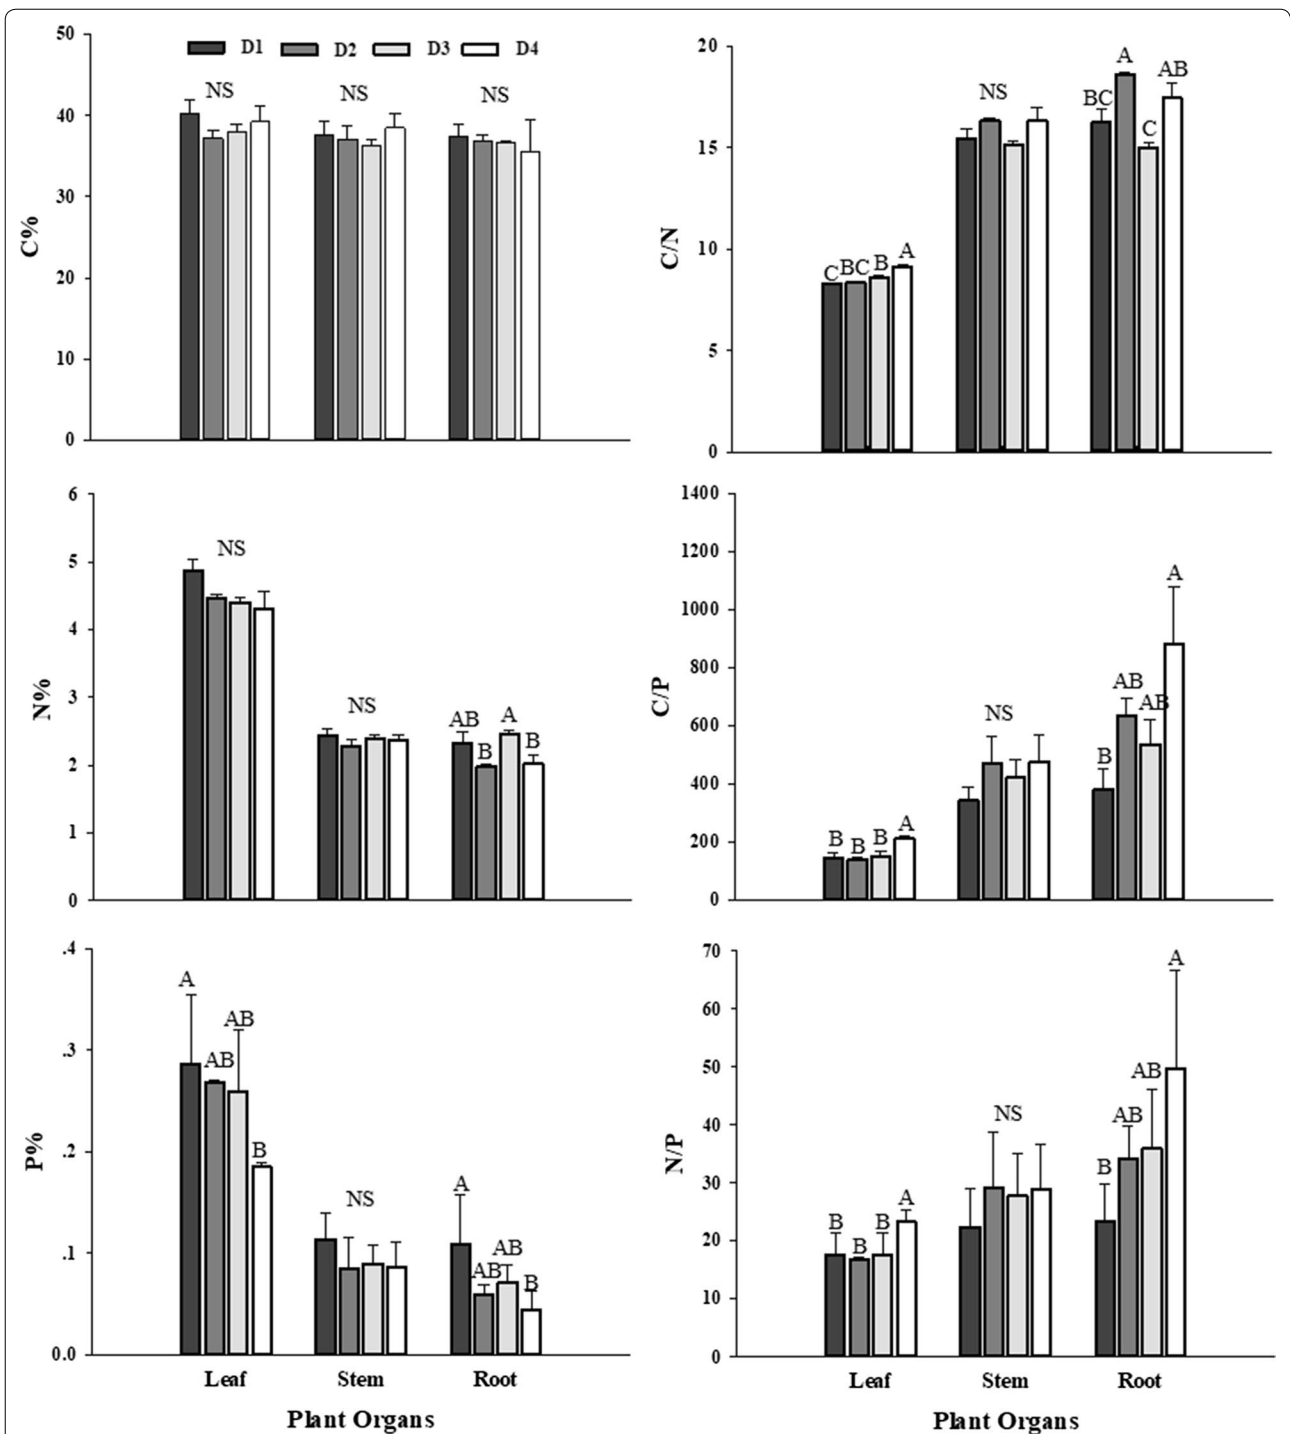 50
40
30
20
10
0
C%
D1 D2 D3 D4
NS NS NS
20
15
10
5
0
C/N
C BC B A
NS
BC A C AB
6
5
4
3
2
1
0
N%
NS
NS
AB B A B
1400
1200
1000
800
600
400
200
0
C/P
B B B A
NS
B AB AB A
.4
.3
.2
.1
0.0
P%
A AB AB B
NS
A AB AB B
Leaf Stem Root
Plant Organs
70
60
50
40
30
20
10
0
N/P
B B B A
NS
B AB AB A
Leaf Stem Root
Plant Organs